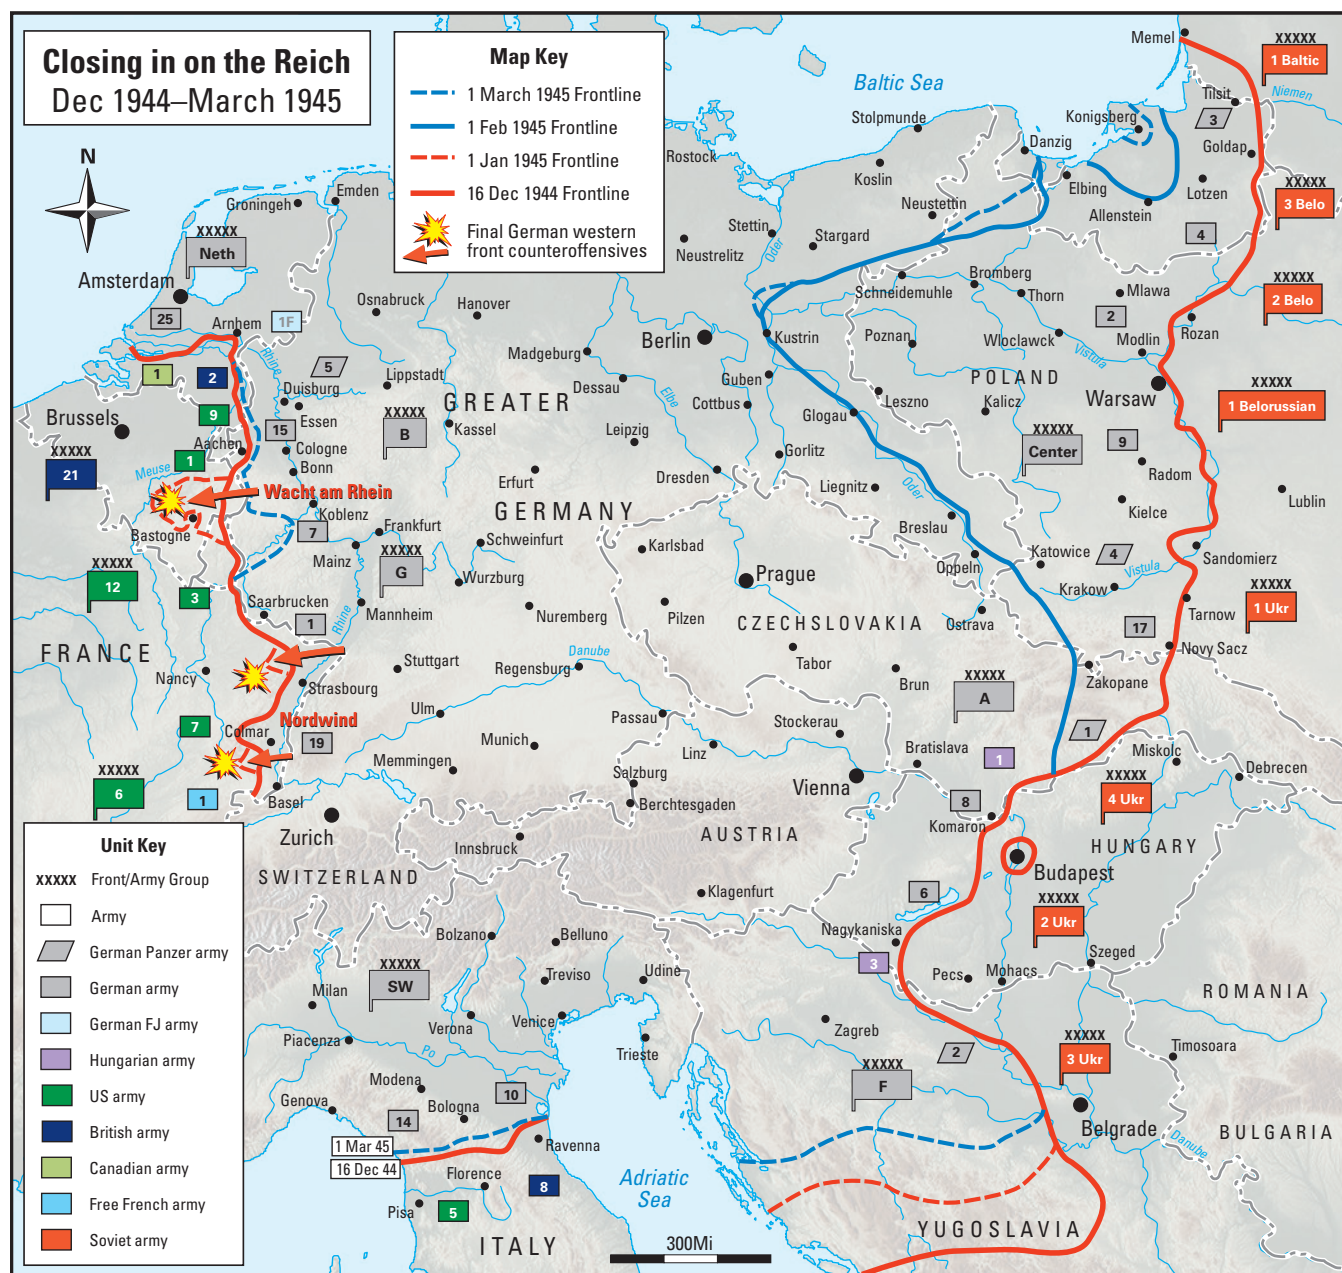 Closing in on the Reich
Dec 1944–March 1945
Map Key
1 March 1945 Frontline
1 Feb 1945 Frontline
1 Jan 1945 Frontline
16 Dec 1944 Frontline
Final German western
front counteroffensives
N
Baltic Sea
Memel
XXXXX
1 Baltic
Tilsit
Niemen
3
Konigsberg
Goldap
Stolpmunde
Danzig
Rostock
Koslin
Elbing
Lotzen
XXXXX
3 Belo
Allenstein
Neustettin
4
Emden
Groningeh
XXXXX
Neth
Stettin
Oder
Stargard
Neustrelitz
Amsterdam
Schneidemuhle
Bromberg
Thorn
Mlawa
XXXXX
2 Belo
Osnabruck
Hanover
25
Arnhem
1F
2
Rozan
Berlin
Kustrin
Poznan
Wloclawck
Modlin
Vistula
Madgeburg
Rhine
5
Lippstadt
Dessau
Guben
POLAND
Warsaw
XXXXX
1 Belorussian
1
2
Duisburg
Elbe
Cottbus
Leszno
Kalicz
Brussels
9
Essen
XXXXX
B
GREATER
Kassel
Glogau
15
Aachen
Cologne
Leipzig
XXXXX
Center
9
XXXXX
21
Meuse
1
Bonn
Erfurt
Dresden
Gorlitz
Liegnitz
Oder
Radom
Lublin
Wacht am Rhein
Koblenz
GERMANY
Kielce
Bastogne
7
Frankfurt
Breslau
Mainz
Schweinfurt
Karlsbad
Katowice
4
Sandomierz
XXXXX
G
Oppeln
Vistula
XXXXX
12
Wurzburg
Prague
Krakow
3
Saarbrucken
Mannheim
Rhine
Nuremberg
Pilzen
CZECHSLOVAKIA
Ostrava
Tarnow
XXXXX
1 Ukr
1
17
FRANCE
Novy Sacz
Nancy
Stuttgart
Regensburg
Danube
Tabor
Brun
Zakopane
Strasbourg
XXXXX
A
Ulm
Passau
Stockerau
Nordwind
7
Colmar
19
Munich
Linz
Bratislava
1
1
Miskolc
Memmingen
Salzburg
Vienna
Debrecen
XXXXX
6
1
Basel
Berchtesgaden
8
XXXXX
4 Ukr
Komaron
Zurich
Innsbruck
AUSTRIA
HUNGARY
Budapest
SWITZERLAND
Klagenfurt
6
XXXXX
2 Ukr
Bolzano
Belluno
Nagykaniska
Szeged
3
Pecs
Mohacs
XXXXX
SW
Treviso
Udine
ROMANIA
Milan
Verona
Venice
Zagreb
Piacenza
Po
Trieste
2
XXXXX
3 Ukr
Timosoara
XXXXX
F
Modena
10
Genova
Bologna
14
Belgrade
BULGARIA
Danube
1 Mar 45
Ravenna
16 Dec 44
Florence
8
Adriatic
Sea
Pisa
5
ITALY
YUGOSLAVIA
300Mi
Unit Key
XXXXX Front/Army Group
Army
German Panzer army
German army
German FJ army
Hungarian army
US army
British army
Canadian army
Free French army
Soviet army